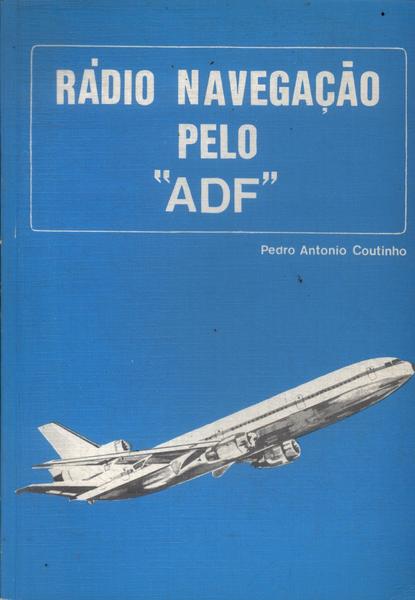 RÁDIO NAVEGAÇÃO
PELO
"ADF"
Pedro Antonio Coutinho